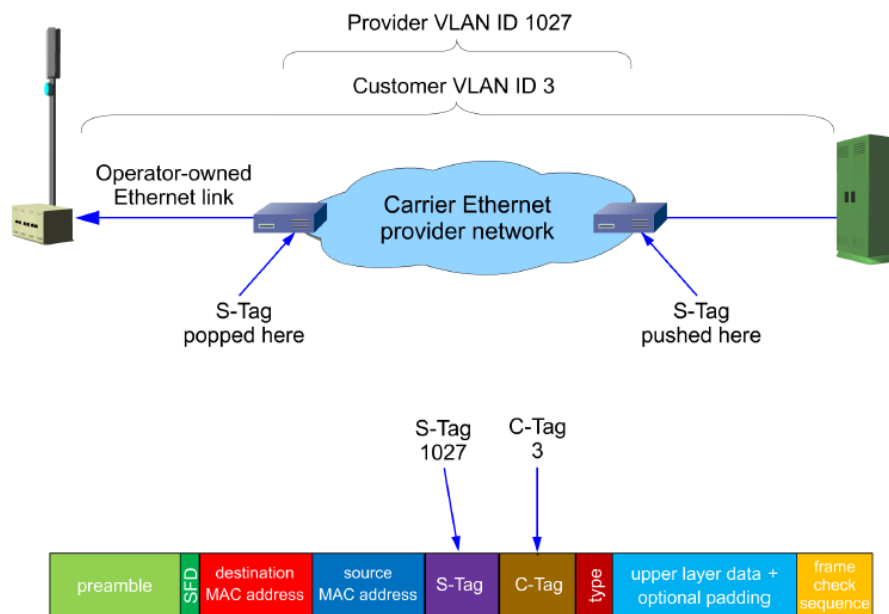 Provider VLAN ID 1027
Customer VLAN ID 3
Operator-owned
Ethernet link
Carrier Ethernet
provider network
S-Tag
popped here
S-Tag
pushed here
S-Tag
1027
C-Tag
3
preamble
SFD
destination
MAC address
source
MAC address
S-Tag
C-Tag
type
upper layer data +
optional padding
frame
check
sequence